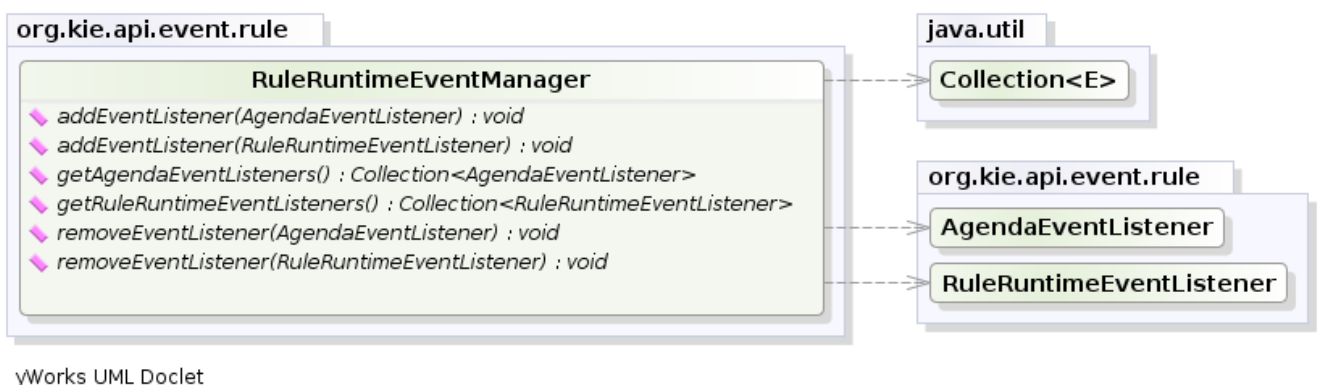 org.kie.api.event.rule
RuleRuntimeEventManager
addEventListener(AgendaEventListener) : void
addEventListener(RuleRuntimeEventListener) : void
getAgendaEventListeners() : Collection<AgendaEventListener>
getRuleRuntimeEventListeners() : Collection<RuleRuntimeEventListener>
removeEventListener(AgendaEventListener) : void
removeEventListener(RuleRuntimeEventListener) : void
java.util
Collection<E>
org.kie.api.event.rule
AgendaEventListener
RuleRuntimeEventListener
yWorks UML Doclet